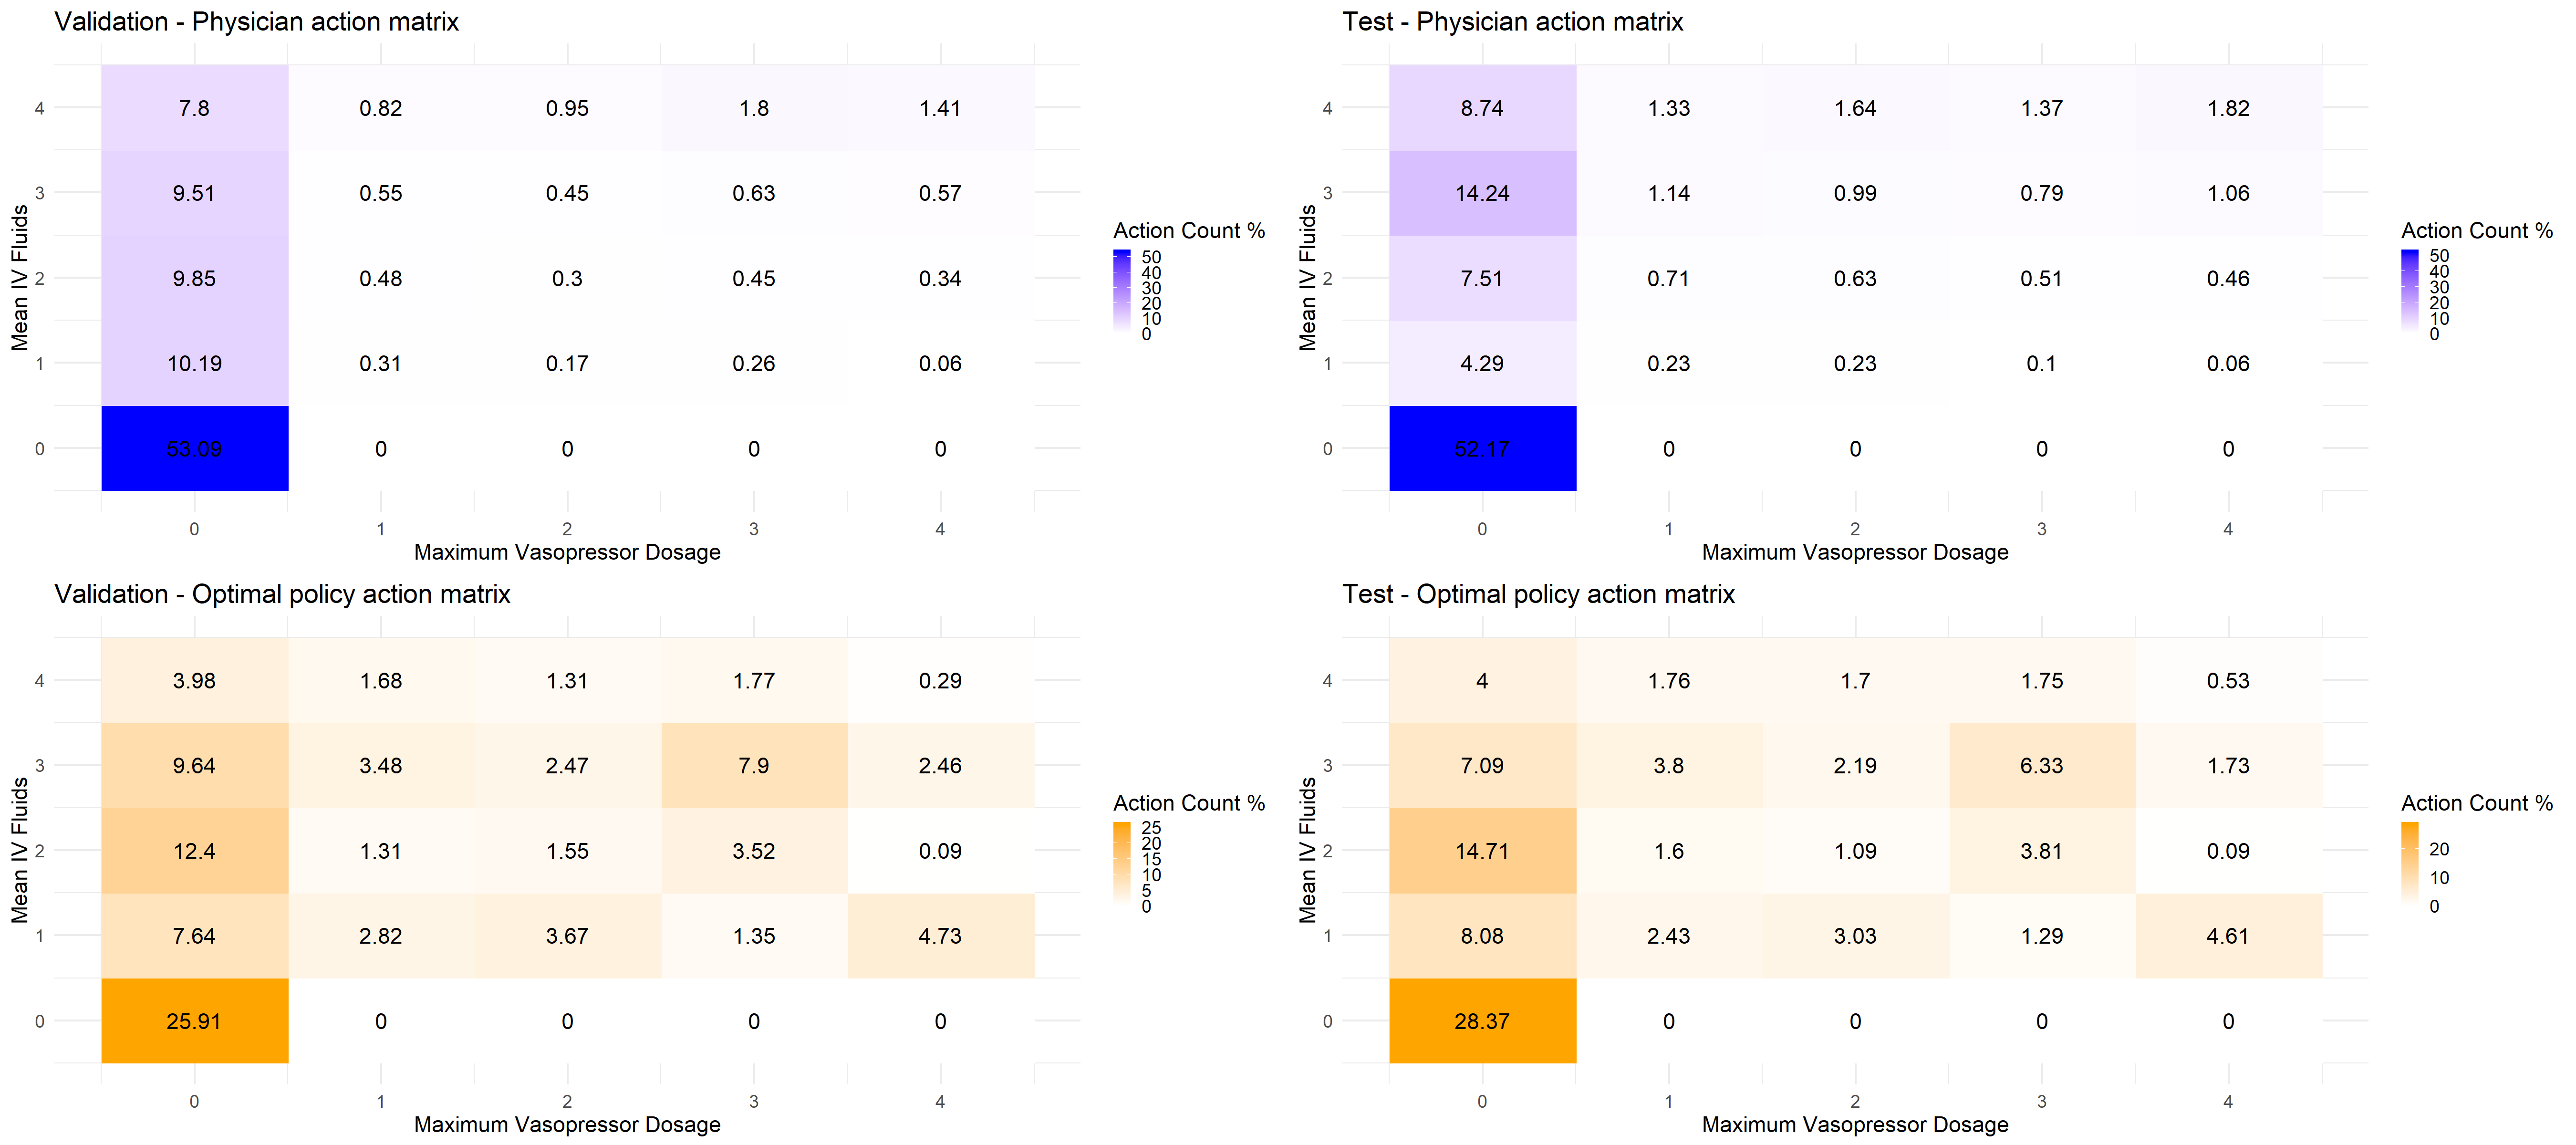 Validation - Physician action matrix
Mean IV Fluids
4 7.8 0.82 0.95 1.8 1.41
3 9.51 0.55 0.45 0.63 0.57
2 9.85 0.48 0.3 0.45 0.34
1 10.19 0.31 0.17 0.26 0.06
0 53.09 0 0 0 0
0 1 2 3 4
Maximum Vasopressor Dosage
Action Count %
50
40
30
20
10
0
Test - Physician action matrix
Mean IV Fluids
4 8.74 1.33 1.64 1.37 1.82
3 14.24 1.14 0.99 0.79 1.06
2 7.51 0.71 0.63 0.51 0.46
1 4.29 0.23 0.23 0.1 0.06
0 52.17 0 0 0 0
0 1 2 3 4
Maximum Vasopressor Dosage
Action Count %
50
40
30
20
10
0
Validation - Optimal policy action matrix
Mean IV Fluids
4 3.98 1.68 1.31 1.77 0.29
3 9.64 3.48 2.47 7.9 2.46
2 12.4 1.31 1.55 3.52 0.09
1 7.64 2.82 3.67 1.35 4.73
0 25.91 0 0 0 0
0 1 2 3 4
Maximum Vasopressor Dosage
Action Count %
25
20
15
10
5
0
Test - Optimal policy action matrix
Mean IV Fluids
4 4 1.76 1.7 1.75 0.53
3 7.09 3.8 2.19 6.33 1.73
2 14.71 1.6 1.09 3.81 0.09
1 8.08 2.43 3.03 1.29 4.61
0 28.37 0 0 0 0
0 1 2 3 4
Maximum Vasopressor Dosage
Action Count %
20
10
0